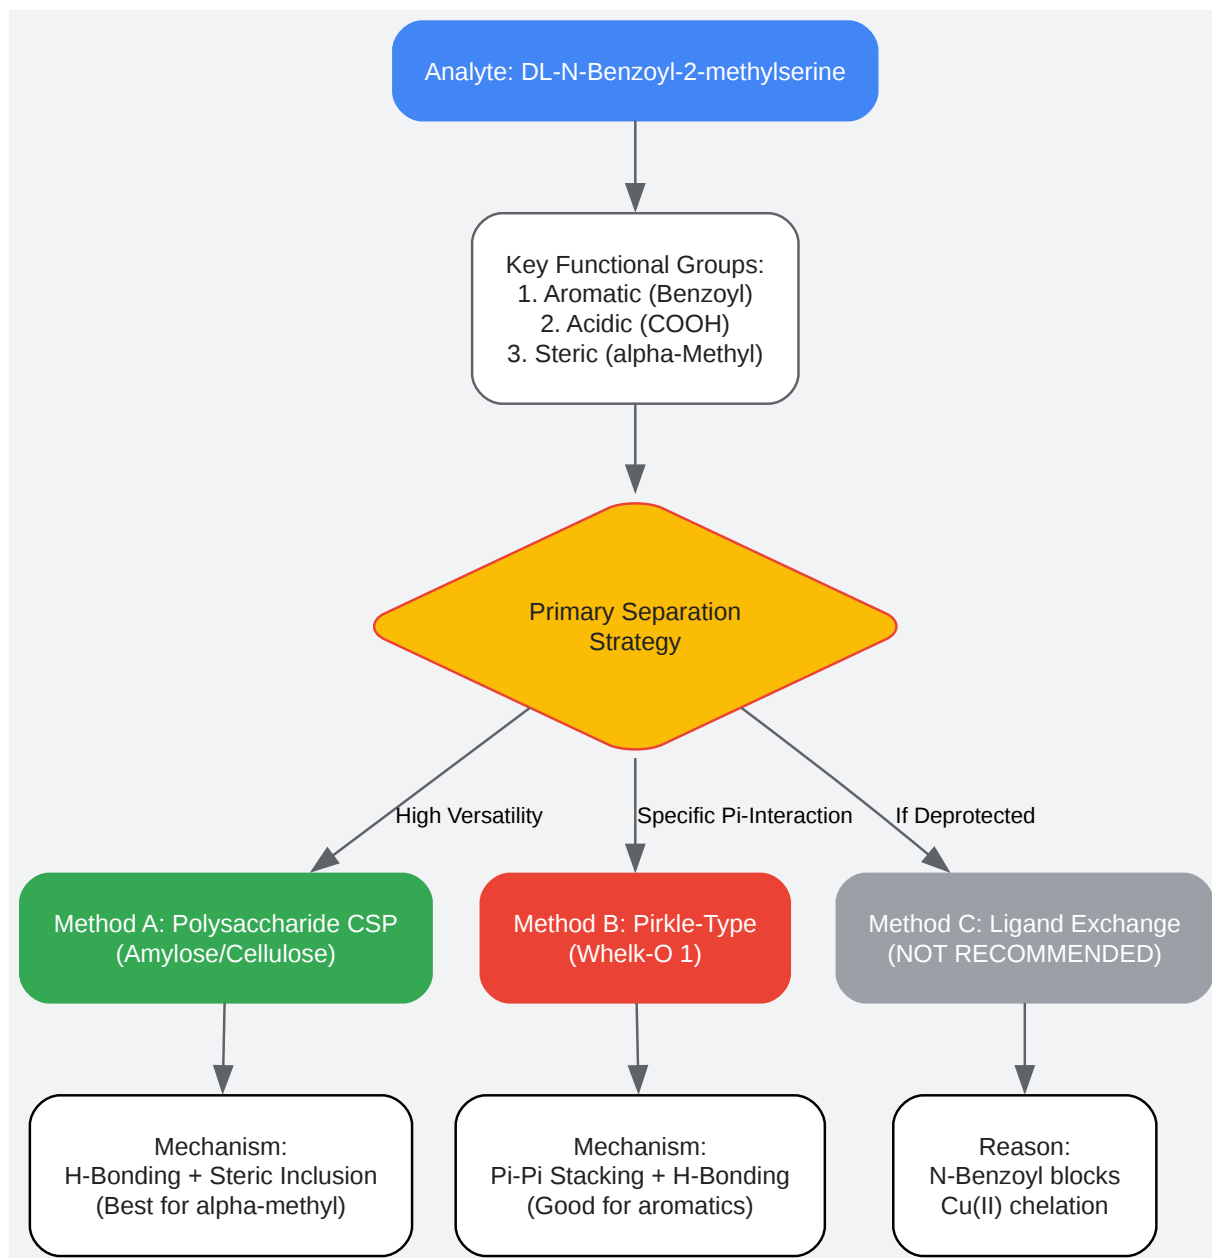 Analyte: DL-N-Benzoyl-2-methylserine
Key Functional Groups:
1. Aromatic (Benzoyl)
2. Acidic (COOH)
3. Steric (alpha-Methyl)
Primary Separation
Strategy
High Versatility
Specific Pi-Interaction
If Deprotected
Method A: Polysaccharide CSP
(Amylose/Cellulose)
Method B: Pirkle-Type
(Whelk-O 1)
Method C: Ligand Exchange
(NOT RECOMMENDED)
Mechanism:
H-Bonding + Steric Inclusion
(Best for alpha-methyl)
Mechanism:
Pi-Pi Stacking + H-Bonding
(Good for aromatics)
Reason:
N-Benzoyl blocks
Cu(II) chelation